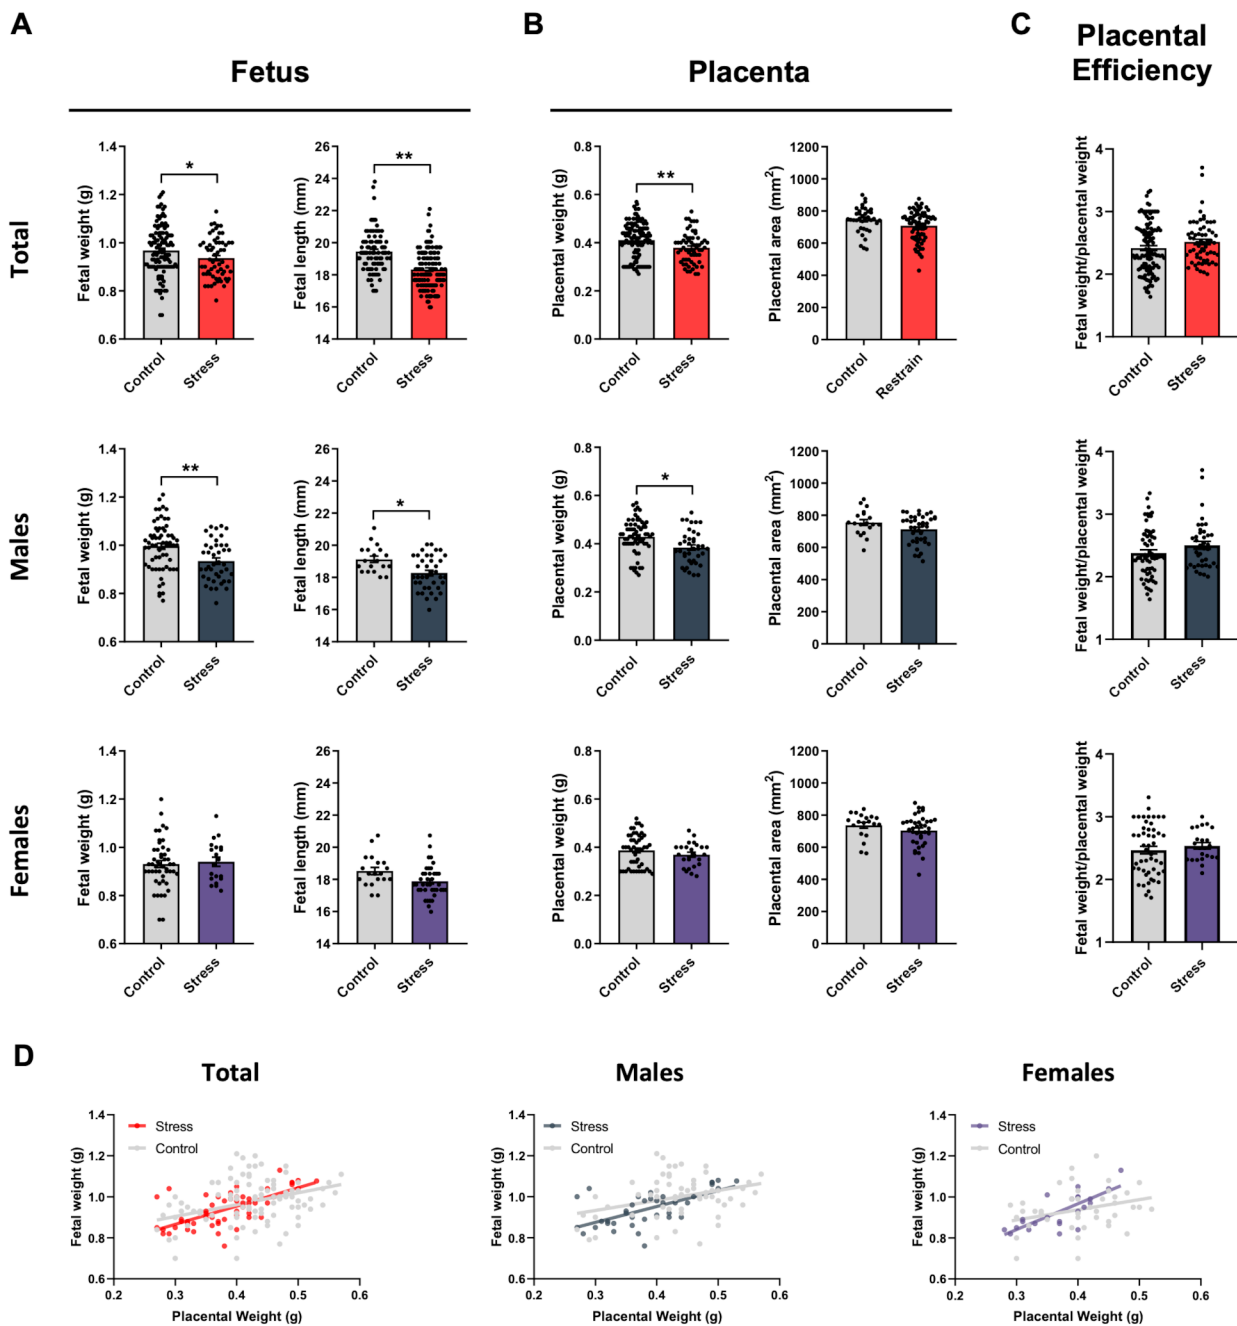 A
B
C
Fetus
Placenta
Placental
Efficiency
Total
Fetal weight (g)
1.4
1.2
1.0
0.8
0.6
*
Control
Stress
Fetal length (mm)
26
24
22
20
18
16
14
**
Control
Stress
Placental weight (g)
0.8
0.6
0.4
0.2
0.0
**
Control
Stress
Placental area (mm2)
1200
1000
800
600
400
200
0
Control
Restrain
Fetal weight/placental weight
4
3
2
1
Control
Stress
Males
Fetal weight (g)
1.4
1.2
1.0
0.8
0.6
**
Control
Stress
Fetal length (mm)
26
24
22
20
18
16
14
*
Control
Stress
Placental weight (g)
0.8
0.6
0.4
0.2
0.0
*
Control
Stress
Placental area (mm2)
1200
1000
800
600
400
200
0
Control
Stress
Fetal weight/placental weight
4
3
2
1
Control
Stress
Females
Fetal weight (g)
1.4
1.2
1.0
0.8
0.6
Control
Stress
Fetal length (mm)
26
24
22
20
18
16
14
Control
Stress
Placental weight (g)
0.8
0.6
0.4
0.2
0.0
Control
Stress
Placental area (mm2)
1200
1000
800
600
400
200
0
Control
Stress
Fetal weight/placental weight
4
3
2
1
Control
Stress
D
Total
Fetal weight (g)
1.4
1.2
1.0
0.8
0.6
Stress
Control
0.2
0.3
0.4
0.5
0.6
Placental Weight (g)
Males
Fetal weight (g)
1.4
1.2
1.0
0.8
0.6
Stress
Control
0.2
0.3
0.4
0.5
0.6
Placental Weight (g)
Females
Fetal weight (g)
1.4
1.2
1.0
0.8
0.6
Stress
Control
0.2
0.3
0.4
0.5
0.6
Placental Weight (g)